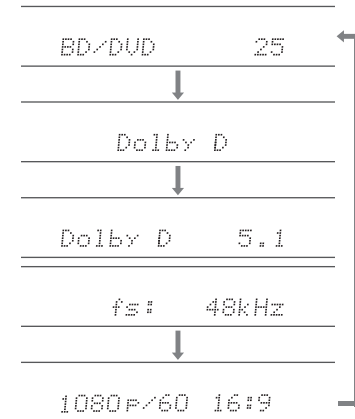 BD/DVD 25
Dolby D
Dolby D 5.1
fs: 48kHz
1080p/60 16:9